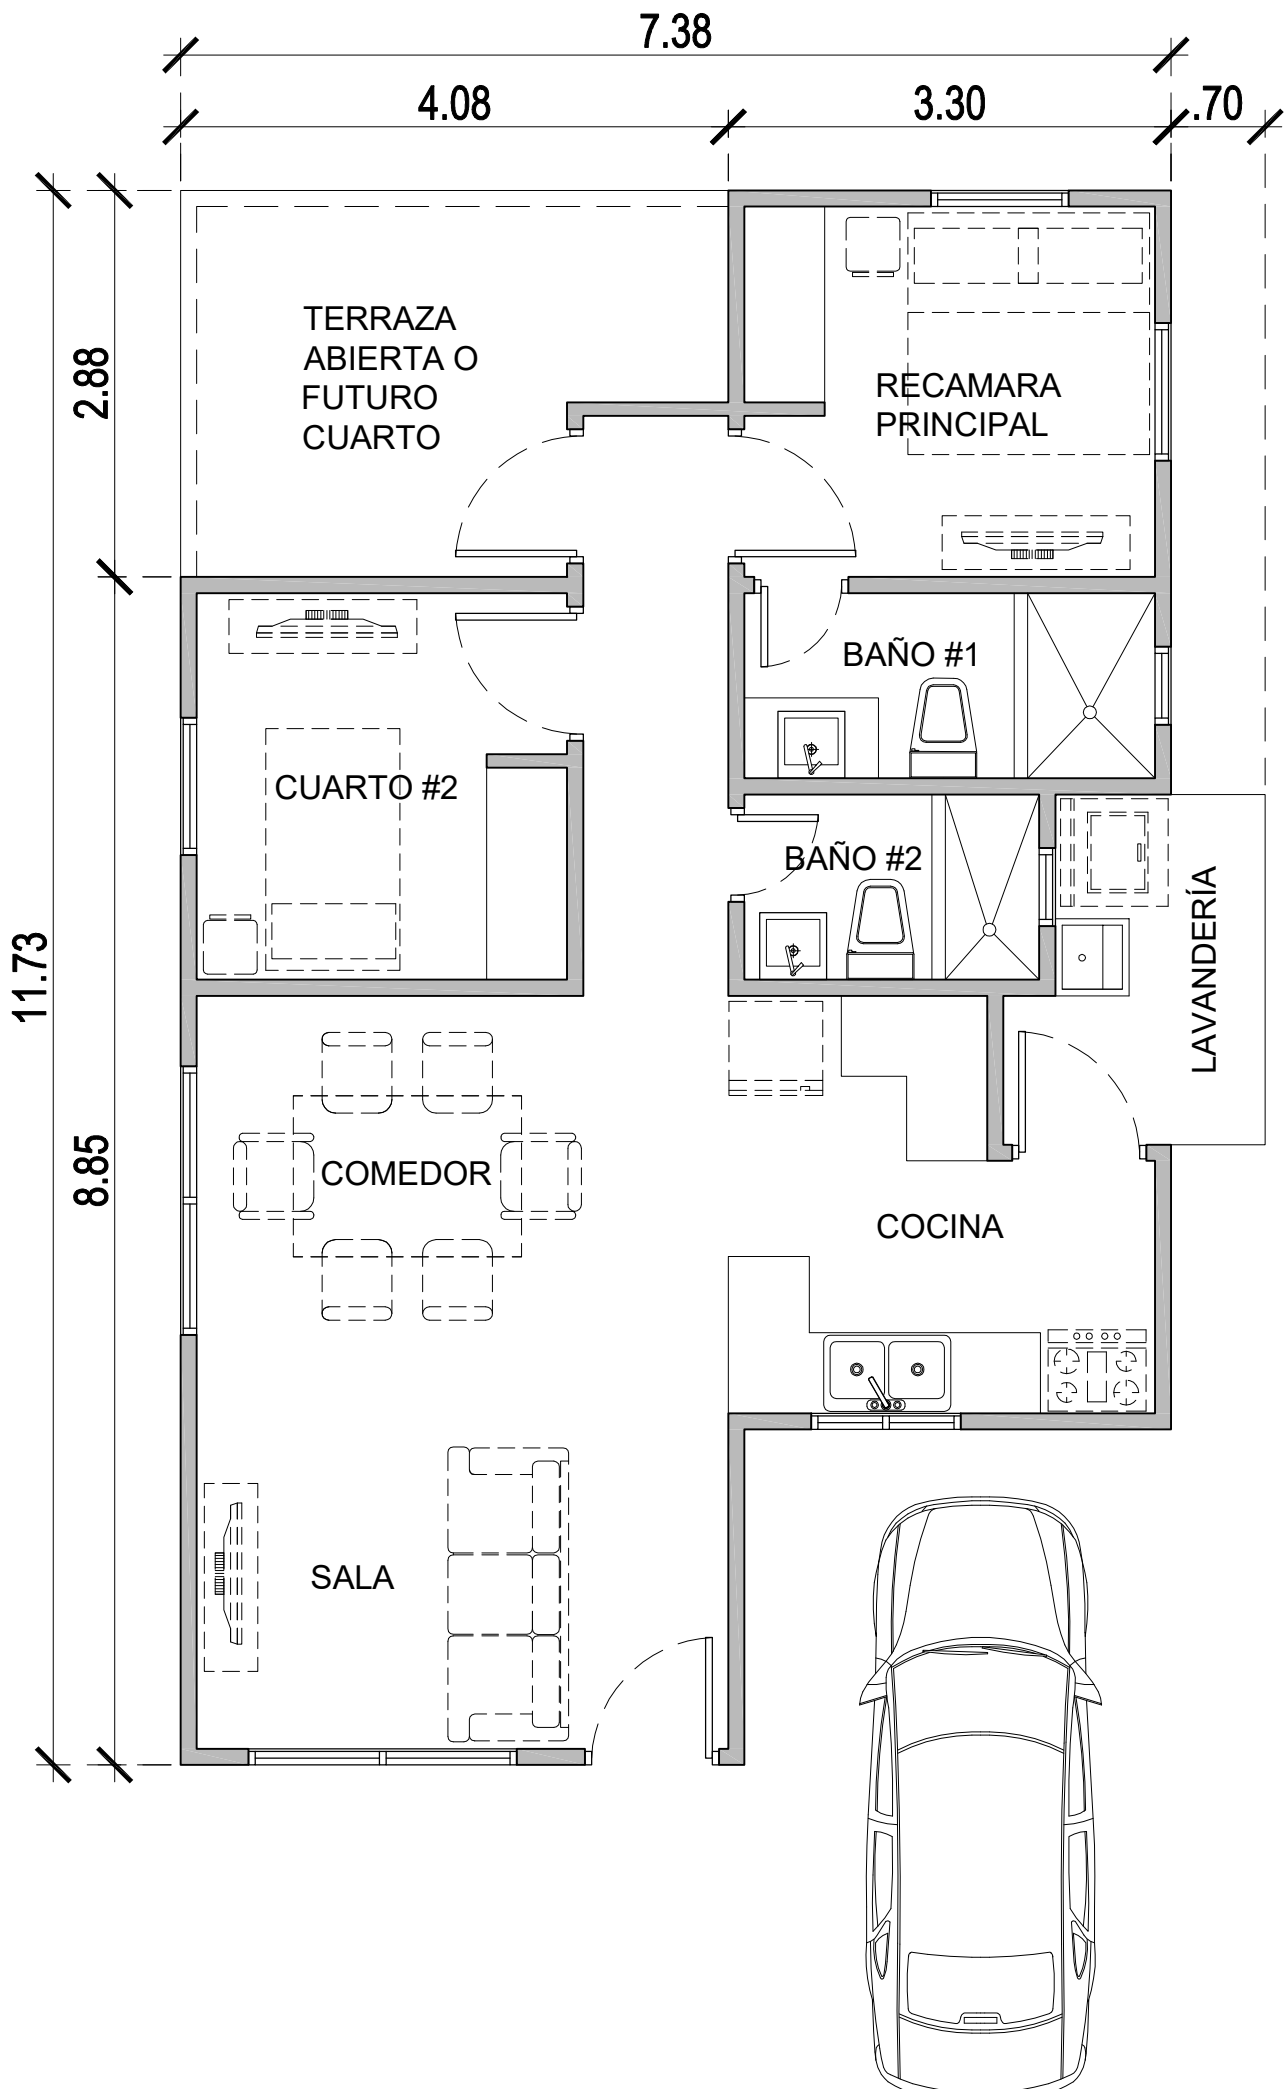 7.38
4.08
3.30
.70
TERRAZA
ABIERTA O
FUTURO
CUARTO
RECAMARA
PRINCIPAL
2.88
BAÑO #1
CUARTO #2
BAÑO #2
LAVANDERÍA
11.73
8.85
COMEDOR
COCINA
SALA